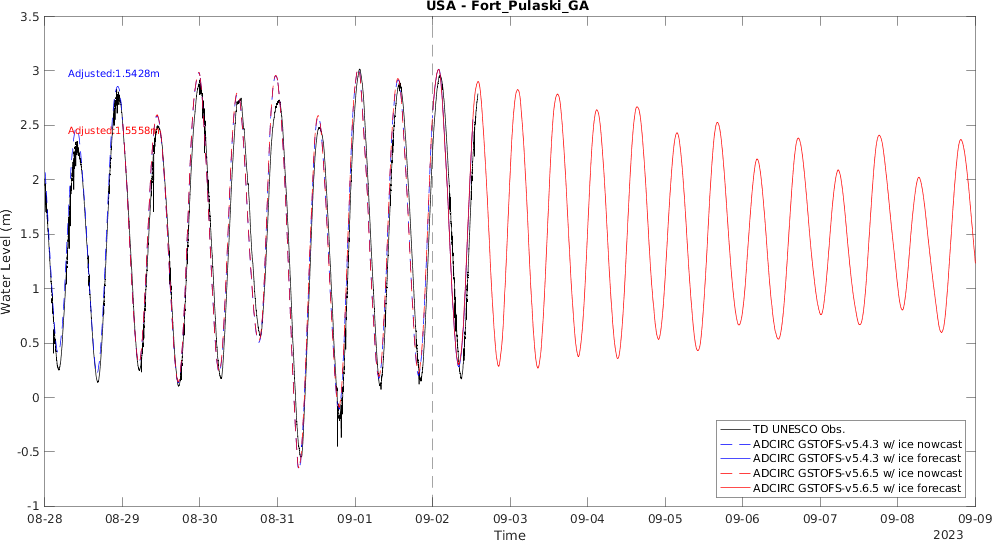 USA - Fort_Pulaski_GA
3.5
3
2.5
2
1.5
1
0.5
0
-0.5
-1
Water Level (m)
Adjusted:1.5428m
Adjusted:1.5558m
TD UNESCO Obs.
ADCIRC GSTOFS-v5.4.3 w/ ice nowcast
ADCIRC GSTOFS-v5.4.3 w/ ice forecast
ADCIRC GSTOFS-v5.6.5 w/ ice nowcast
ADCIRC GSTOFS-v5.6.5 w/ ice forecast
08-28 08-29 08-30 08-31 09-01 09-02 09-03 09-04 09-05 09-06 09-07 09-08 09-09
Time
2023